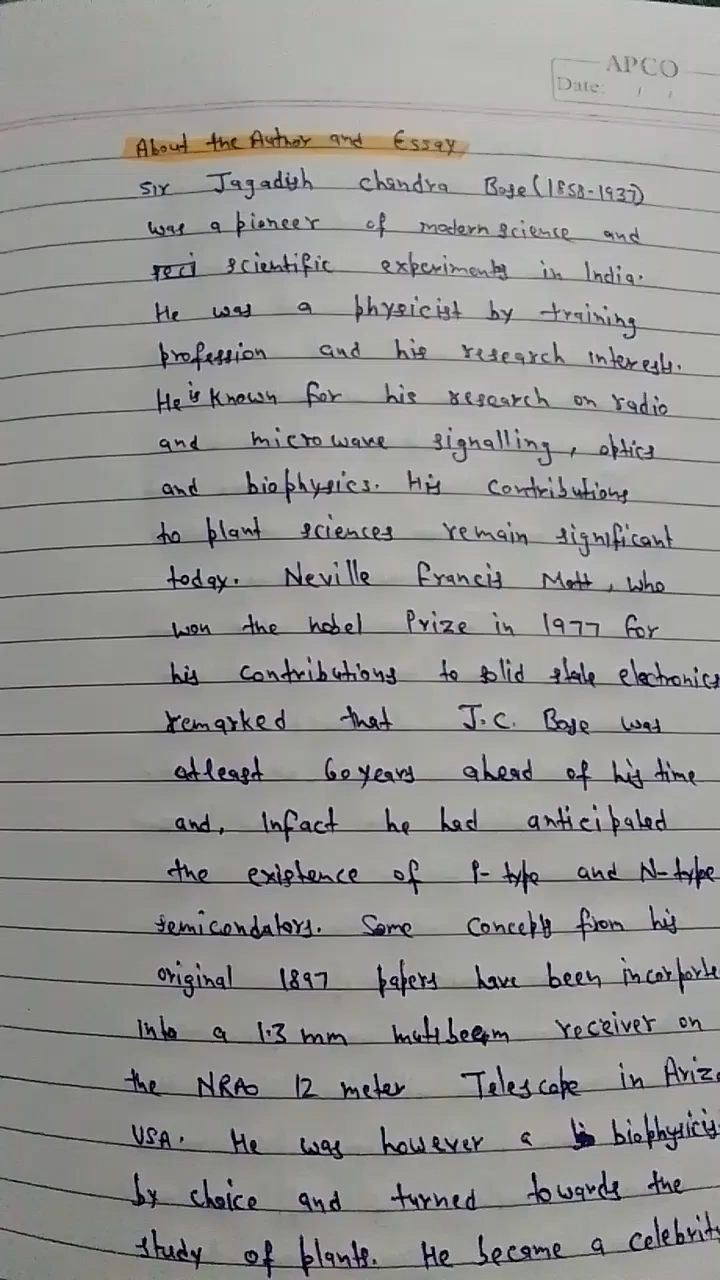 APCO
Date: / /
About the Author and Essay
Sir Jagadish chandra Bose (1858-1937)
was a pioneer of modern science and
scientific experiments in India.
He was a physicist by training
profession and his research interests.
He is known for his research on radio
and microwave signalling, optics
and biophysics. His contributions
to plant sciences remain significant
today. Neville Francis Mott, who
won the nobel Prize in 1977 for
his contributions to solid state electronics
remarked that J.C. Bose was
atleast 60 years ahead of his time
and, Infact he had anticipated
the existence of P-type and N-type
semicondators. Some concepts from his
original 1897 papers have been incorporte
into a 1.3 mm multibeem receiver on
the NRAO 12 meter Telescope in Ariz
USA. He was however a biophysicis
by choice and turned towards the
study of plants. He became a celebrit